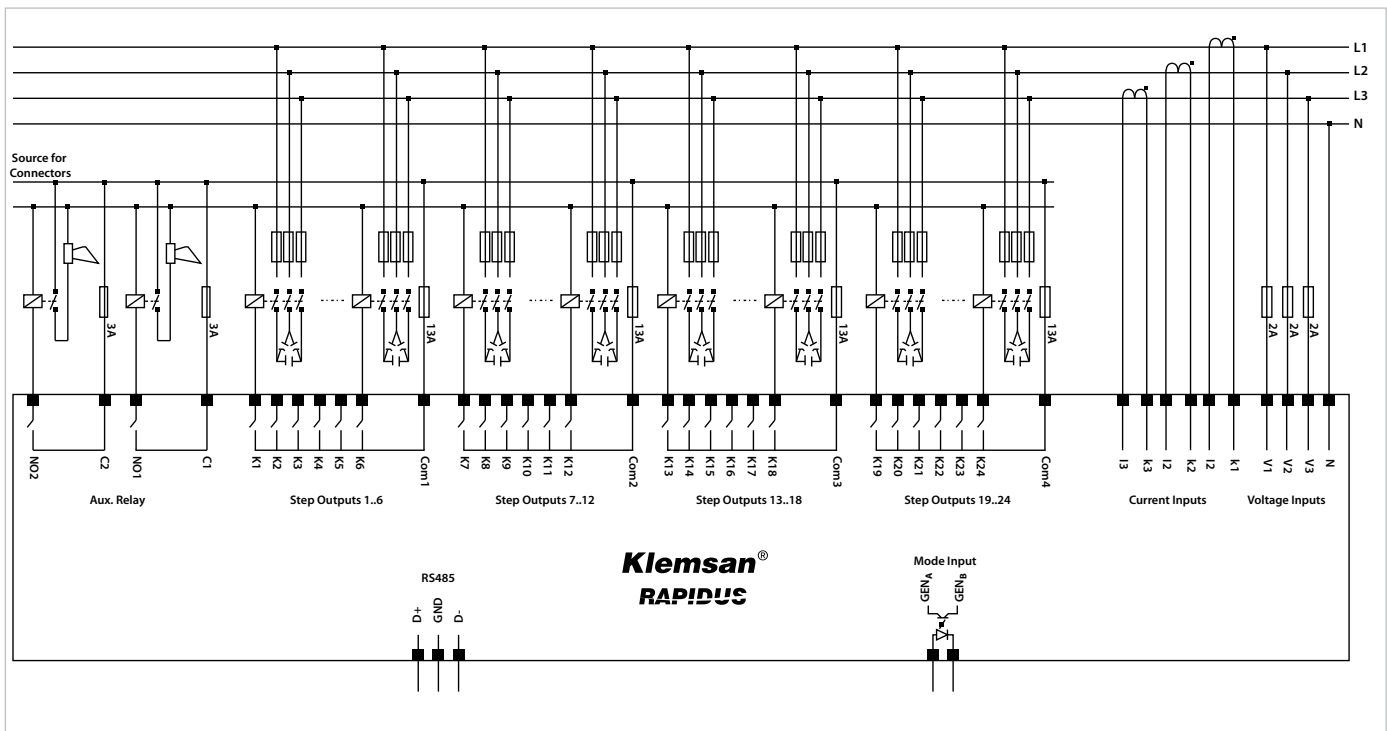 L1
L2
L3
N
Source for
Connectors
3A
3A
13A
13A
13A
13A
2A
2A
2A
NO2
C2
NO1
C1
K1
K2
K3
K4
K5
K6
Com1
K7
K8
K9
K10
K11
K12
Com2
K13
K14
K15
K16
K17
K18
Com3
K19
K20
K21
K22
K23
K24
Com4
I3
k3
I2
k2
I2
k1
V1
V2
V3
N
Aux. Relay
Step Outputs 1..6
Step Outputs 7..12
Step Outputs 13..18
Step Outputs 19..24
Current Inputs
Voltage Inputs
Klemsan®
RAPIDUS
RS485
D+
GND
D-
Mode Input
GENA
GENB